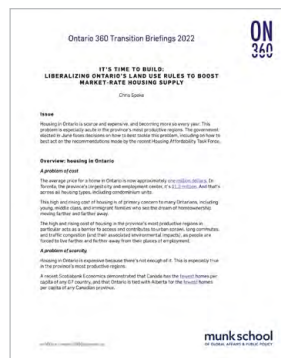 Ontario 360 Transition Briefings 2022
ON
360
IT'S TIME TO BUILD:
LIBERALIZING ONTARIO'S LAND USE RULES TO BOOST
MARKET-RATE HOUSING SUPPLY
Chris Spoke
Issue
Housing in Ontario is scarce and expensive, and becoming more so every year. This
problem is especially acute in the province's most productive regions. The government
elected in June faces decisions on how to best tackle this problem, including on how to
best act on the recommendations made by the recent Housing Affordability Task Force.
Overview: housing in Ontario
A problem of cost
The average price for a home in Ontario is now approximately one million dollars. In
Toronto, the province's largest city and employment center, it's And that's
across all housing types, including condominium units.
This high and rising cost of housing is of primary concern to many Ontarians, including
young, middle class, and immigrant families who see the dream of homeownership
moving farther and farther away.
The high and rising cost of housing in the province's most productive regions in
particular acts as a barrier to access and contributes to urban sprawl, long commutes,
and traffic congestion (and their associated environmental impacts), as people are
forced to live farther and farther away from their places of employment.
A problem of scarcity
Housing in Ontario is expensive because there's not enough of it. This is especially true
in the province's most productive regions.
A recent Scotiabank Economics demonstrated that Canada has the fewest homes per
capita of any G7 country, and that Ontario is tied with Alberta for the fewest homes
per capita of any Canadian province.
munk school
OF GLOBAL AFFAIRS & PUBLIC POLICY